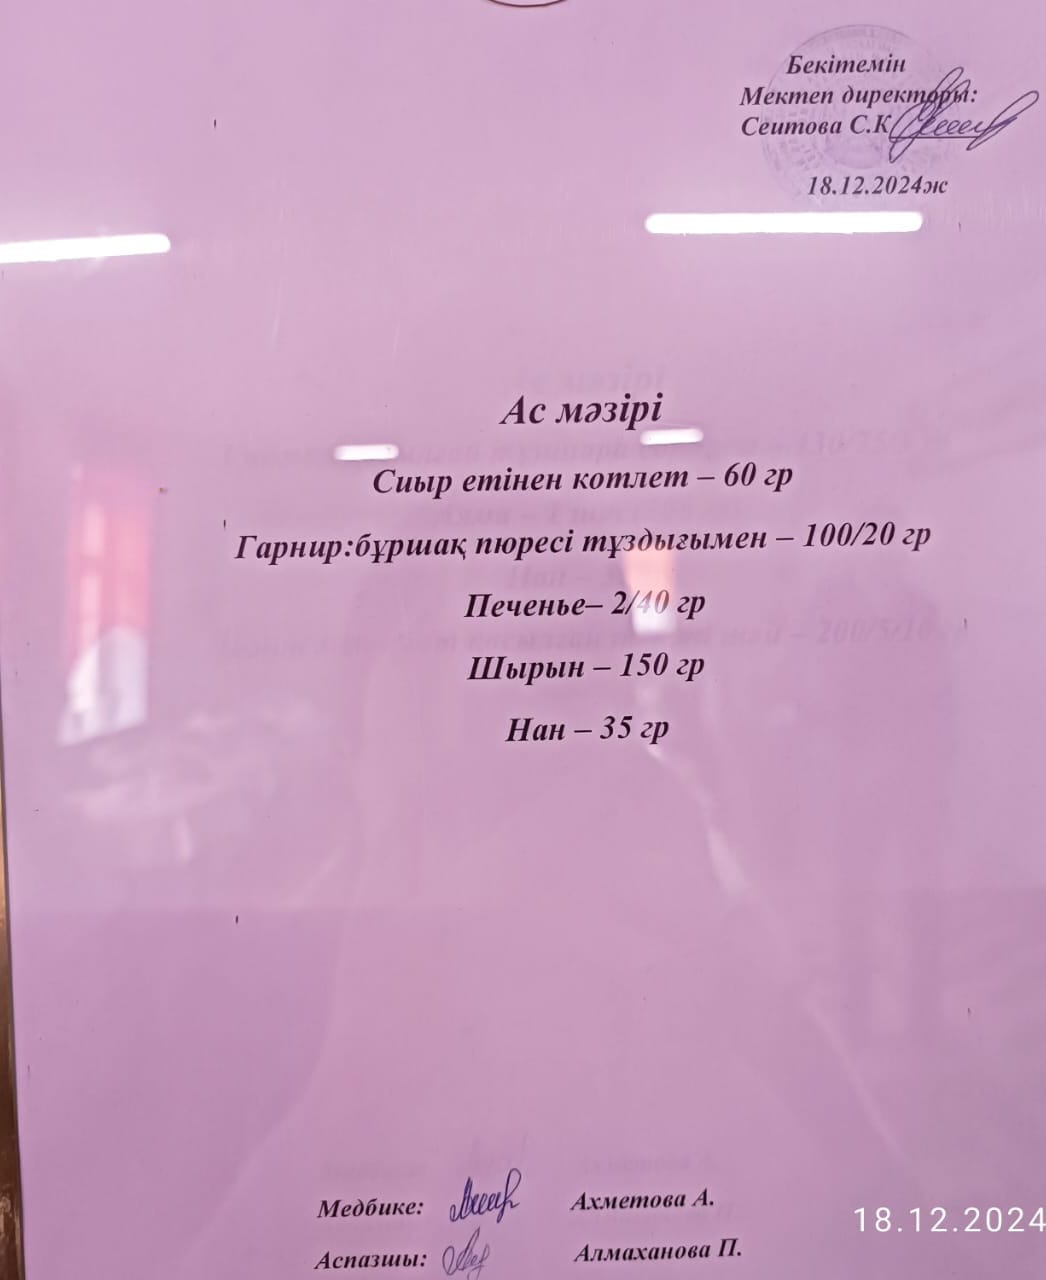 Бекітемін
Мектеп директоры:
Сеитова С.К
18.12.2024ж
Ас мәзірі
Сиыр етінен котлет – 60 гр
Гарнир:бұршақ пюресі тұздығымен – 100/20 гр
Печенье– 2/40 гр
Шырын – 150 гр
Нан – 35 гр
Медбике: Ахметова А.
Аспазшы: Алмаханова П.
18.12.2024